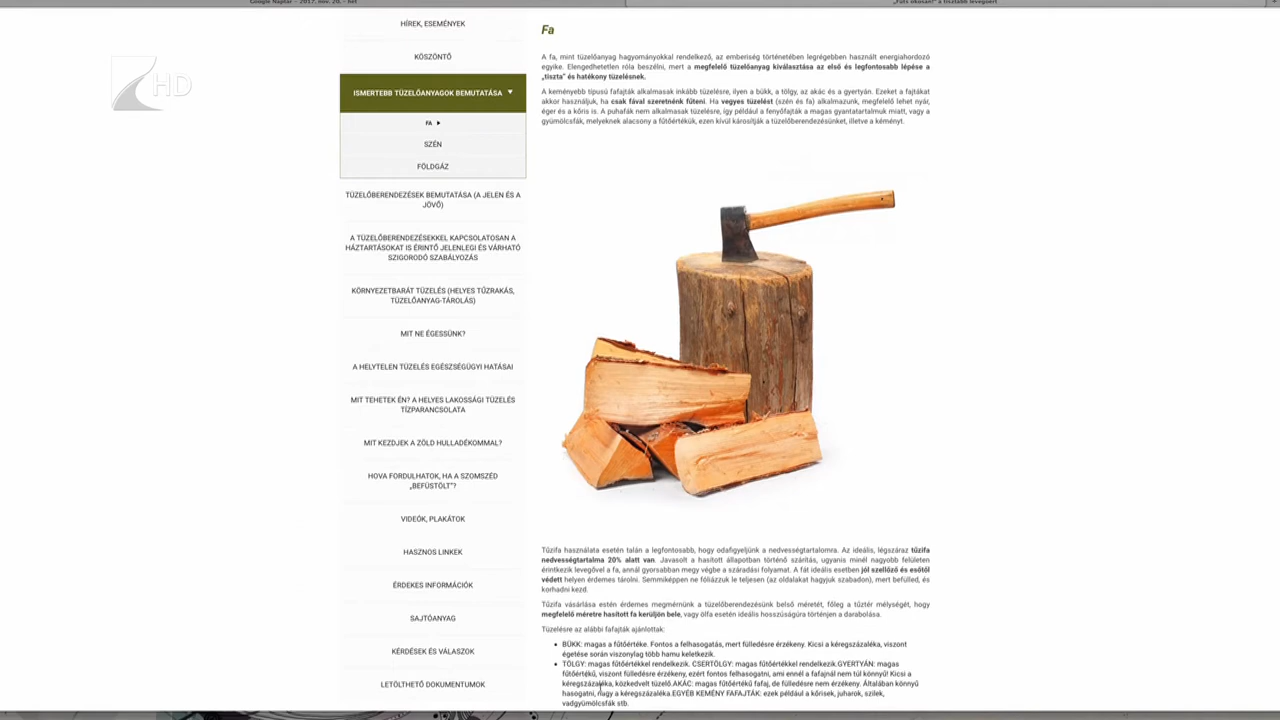 Google Naptár – 2017. nov. 20. – hét
„Fűts okosan!” a tisztább levegőért
HD
HÍREK, ESEMÉNYEK
KÖSZÖNTŐ
ISMERTEBB TÜZELŐANYAGOK BEMUTATÁSA
FA
SZÉN
FÖLDGÁZ
TÜZELŐBERENDEZÉSEK BEMUTATÁSA (A JELEN ÉS A
JÖVŐ)
A TÜZELŐBERENDEZÉSEKKEL KAPCSOLATOSAN A
HÁZTARTÁSOKAT IS ÉRINTŐ JELENLEGI ÉS VÁRHATÓ
SZIGORODÓ SZABÁLYOZÁS
KÖRNYEZETBARÁT TÜZELÉS (HELYES TŰZRAKÁS,
TÜZELŐANYAG-TÁROLÁS)
MIT NE ÉGESSÜNK?
A HELYTELEN TÜZELÉS EGÉSZSÉGÜGYI HATÁSAI
MIT TEHETEK ÉN? A HELYES LAKOSSÁGI TÜZELÉS
TÍZPARANCSOLATA
MIT KEZDJEK A ZÖLD HULLADÉKOMMAL?
HOVA FORDULHATOK, HA A SZOMSZÉD
„BEFÜSTÖLT”?
VIDEÓK, PLAKÁTOK
HASZNOS LINKEK
ÉRDEKES INFORMÁCIÓK
SAJTÓANYAG
KÉRDÉSEK ÉS VÁLASZOK
LETÖLTHETŐ DOKUMENTUMOK
Fa
A fa, mint tüzelőanyag hagyományokkal rendelkező, az emberiség történetében legrégebben használt energiahordozó
egyike. Elengedhetetlen róla beszélni, mert a megfelelő tüzelőanyag kiválasztása az első és legfontosabb lépése a
„tiszta” és hatékony tüzelésnek.
A keményebb típusú fafajták alkalmasak inkább tüzelésre, ilyen a bükk, a tölgy, az akác és a gyertyán. Ezeket a fajtákat
akkor használjuk, ha csak fával szeretnénk fűteni. Ha vegyes tüzelést (szén és fa) alkalmazunk, megfelelő lehet nyár,
éger és a kőris is. A puhafák nem alkalmasak tüzelésre, így például a fenyőfajták a magas gyantatartalmuk miatt, vagy a
gyümölcsfák, melyeknek alacsony a fűtőértékük, ezen kívül károsítják a tüzelőberendezésünket, illetve a kéményt.
Tűzifa használata esetén talán a legfontosabb, hogy odafigyeljünk a nedvességtartalomra. Az ideális, légszáraz tűzifa
nedvességtartalma 20% alatt van. Javasolt a hasított állapotban történő szárítás, ugyanis minél nagyobb felületen
érintkezik levegővel a fa, annál gyorsabban megy végbe a száradási folyamat. A fát ideális esetben jól szellőző és esőtől
védett helyen érdemes tárolni. Semmiképpen ne fóliázzuk le teljesen (az oldalakat hagyjuk szabadon), mert befülled, és
korhadni kezd.
Tűzifa vásárlása estén érdemes megmérnünk a tüzelőberendezésünk belső méretét, főleg a tűztér mélységét, hogy
megfelelő méretre hasított fa kerüljön bele, vagy ölfa esetén ideális hosszúságúra történjen a darabolása.
Tüzelésre az alábbi fafajták ajánlottak:
• BÜKK: magas a fűtőértéke. Fontos a felhasogatás, mert fülledésre érzékeny. Kicsi a kéregszázaléka, viszont
égetése során viszonylag több hamu keletkezik.
• TÖLGY: magas fűtőértékkel rendelkezik. CSERTÖLGY: magas fűtőértékkel rendelkezik.GYERTYÁN: magas
fűtőértékű, viszont fülledésre érzékeny, ezért fontos felhasogatni, ami ennél a fafajnál nem túl könnyű! Kicsi a
kéregszázaléka, közkedvelt tüzelő.AKÁC: magas fűtőértékű fafaj, de fülledésre nem érzékeny. Általában könnyű
hasogatni, nagy a kéregszázaléka.EGYÉB KEMÉNY FAFAJTÁK: ezek például a kőrisek, juharok, szilek,
vadgyümölcsfák stb.